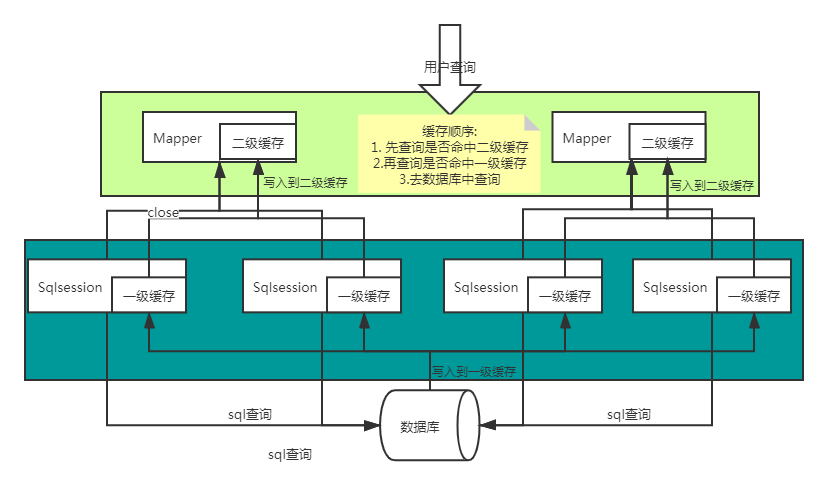 用户查询
Mapper
二级缓存
缓存顺序:
1. 先查询是否命中二级缓存
2.再查询是否命中一级缓存
3.去数据库中查询
Mapper
二级缓存
写入到二级缓存
写入到二级缓存
close
Sqlsession
一级缓存
Sqlsession
一级缓存
Sqlsession
一级缓存
Sqlsession
一级缓存
写入到一级缓存
sql查询
数据库
sql查询
sql查询